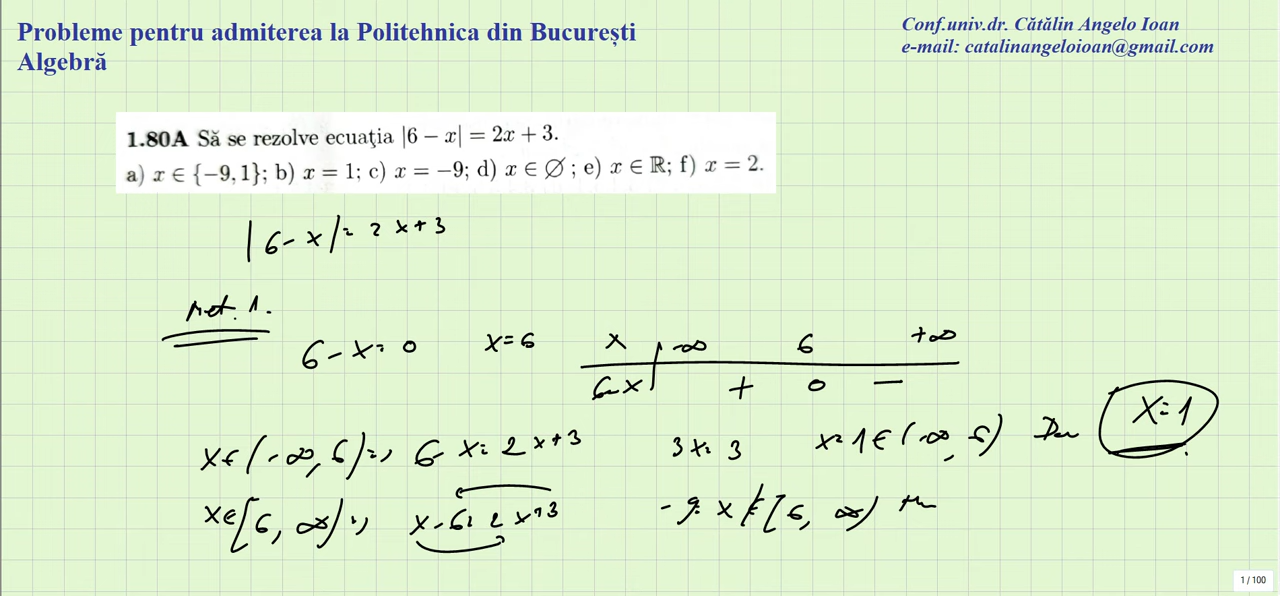 Probleme pentru admiterea la Politehnica din București
Algebră
Conf.univ.dr. Cătălin Angelo Ioan
e-mail: catalinangeloioan@gmail.com
1.80A Să se rezolve ecuaţia |6 − x| = 2x + 3.
a) x ∈ {−9, 1}; b) x = 1; c) x = −9; d) x ∈ ∅; e) x ∈ ℝ; f) x = 2.
|6-x|=2x+3
Met. 1.
6-x=0 x=6
x -∞ 6 +∞
6-x + 0 -
x∈(-∞,6)=> 6-x=2x+3 3x=3 x=1∈(-∞,6) Da x=1
x∈[6,∞)=> x-6=2x+3 -9=x∉[6,∞) Nu
1 / 100